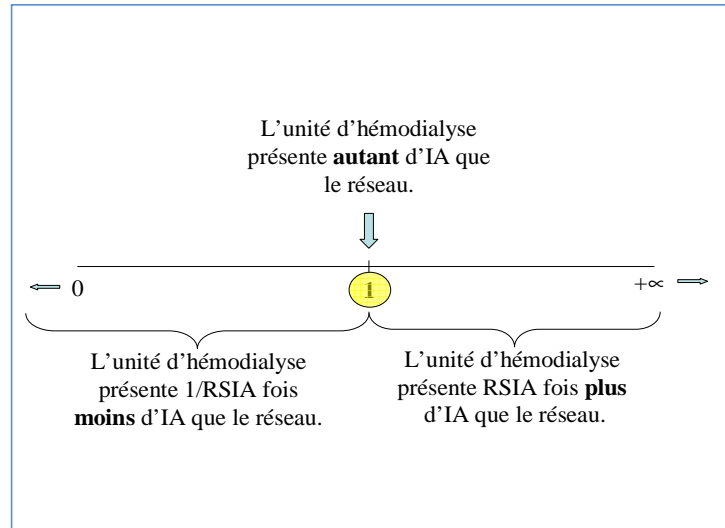 L’unité d’hémodialyse
présente autant d’IA que
le réseau.
0
1
+∞
L’unité d’hémodialyse
présente 1/RSIA fois
moins d’IA que le réseau.
L’unité d’hémodialyse
présente RSIA fois plus
d’IA que le réseau.